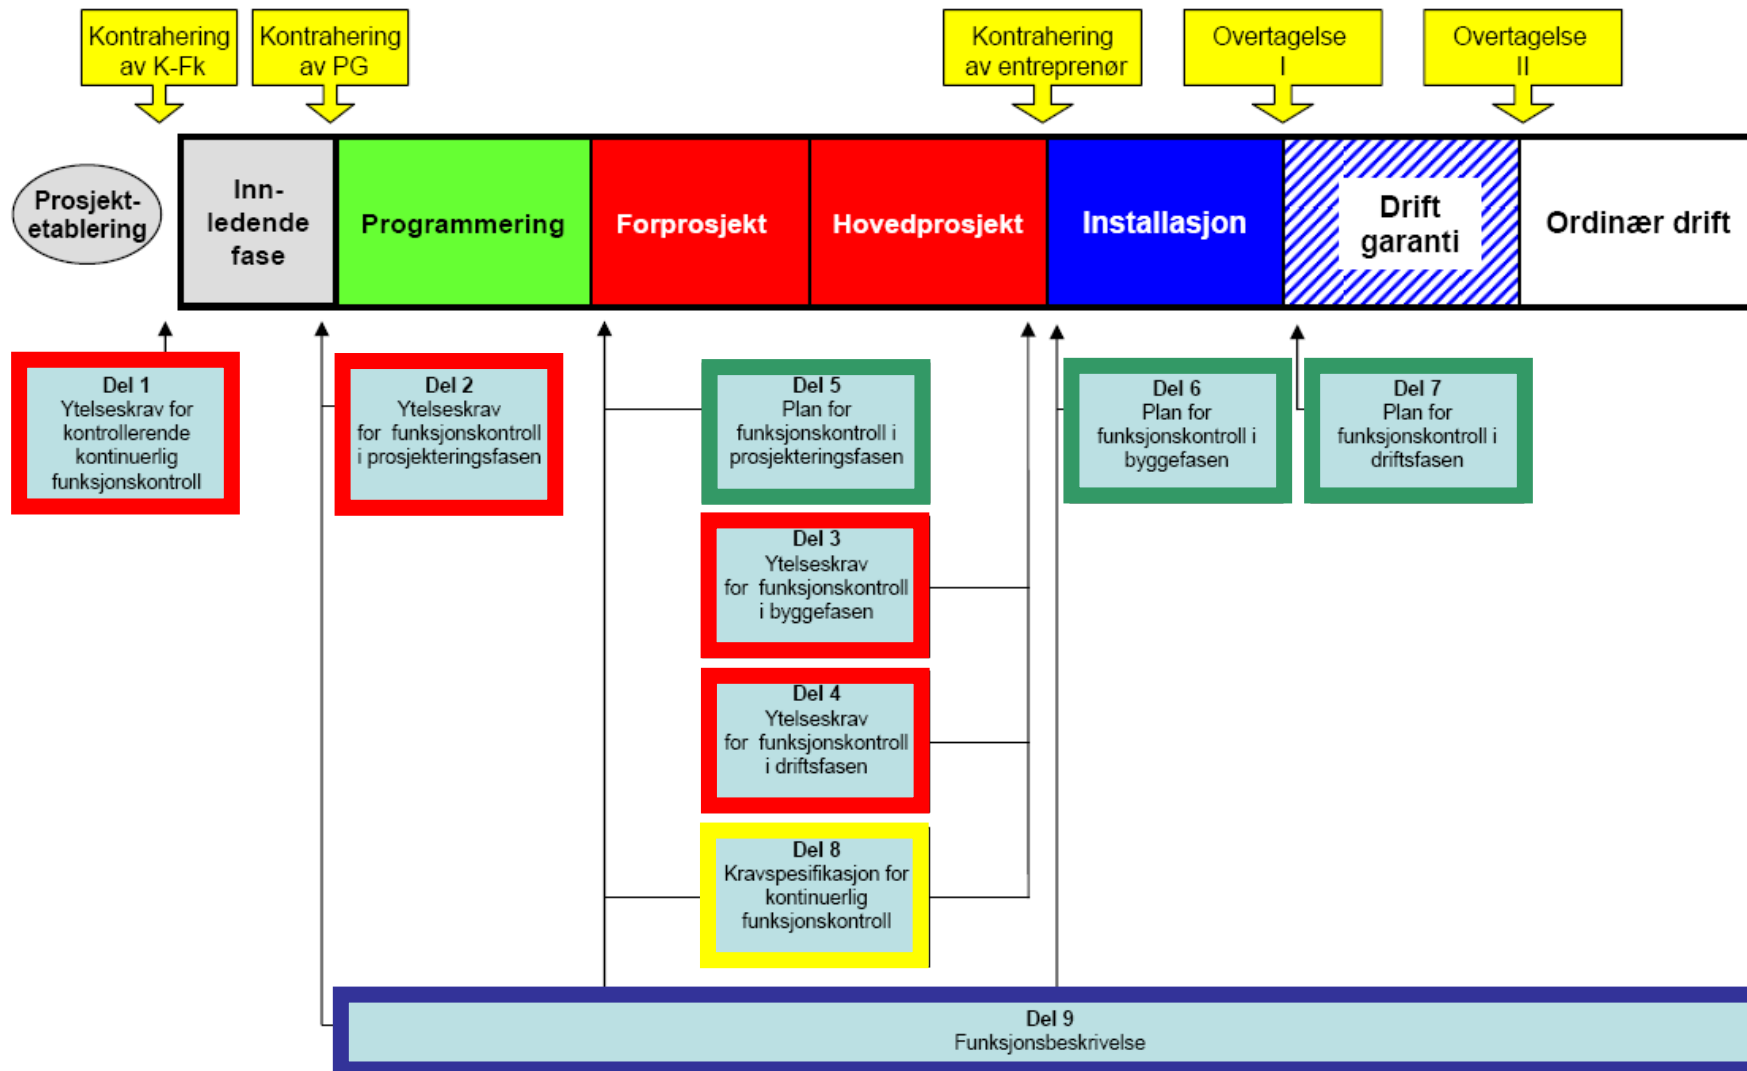 Kontrahering
av K-Fk
Kontrahering
av PG
Kontrahering
av entreprenør
Overtagelse
I
Overtagelse
II
Prosjekt-
etablering
Inn-
ledende
fase
Programmering
Forprosjekt
Hovedprosjekt
Installasjon
Drift
garanti
Ordinær drift
Del 1
Ytelseskrav for
kontrollerende
kontinuerlig
funksjonskontroll
Del 2
Ytelseskrav
for funksjonskontroll
i prosjekteringsfasen
Del 5
Plan for
funksjonskontroll i
prosjekteringsfasen
Del 6
Plan for
funksjonskontroll i
byggefasen
Del 7
Plan for
funksjonskontroll i
driftsfasen
Del 3
Ytelseskrav
for funksjonskontroll
i byggefasen
Del 4
Ytelseskrav
for funksjonskontroll
i driftsfasen
Del 8
Kravspesifikasjon for
kontinuerlig
funksjonskontroll
Del 9
Funksjonsbeskrivelse